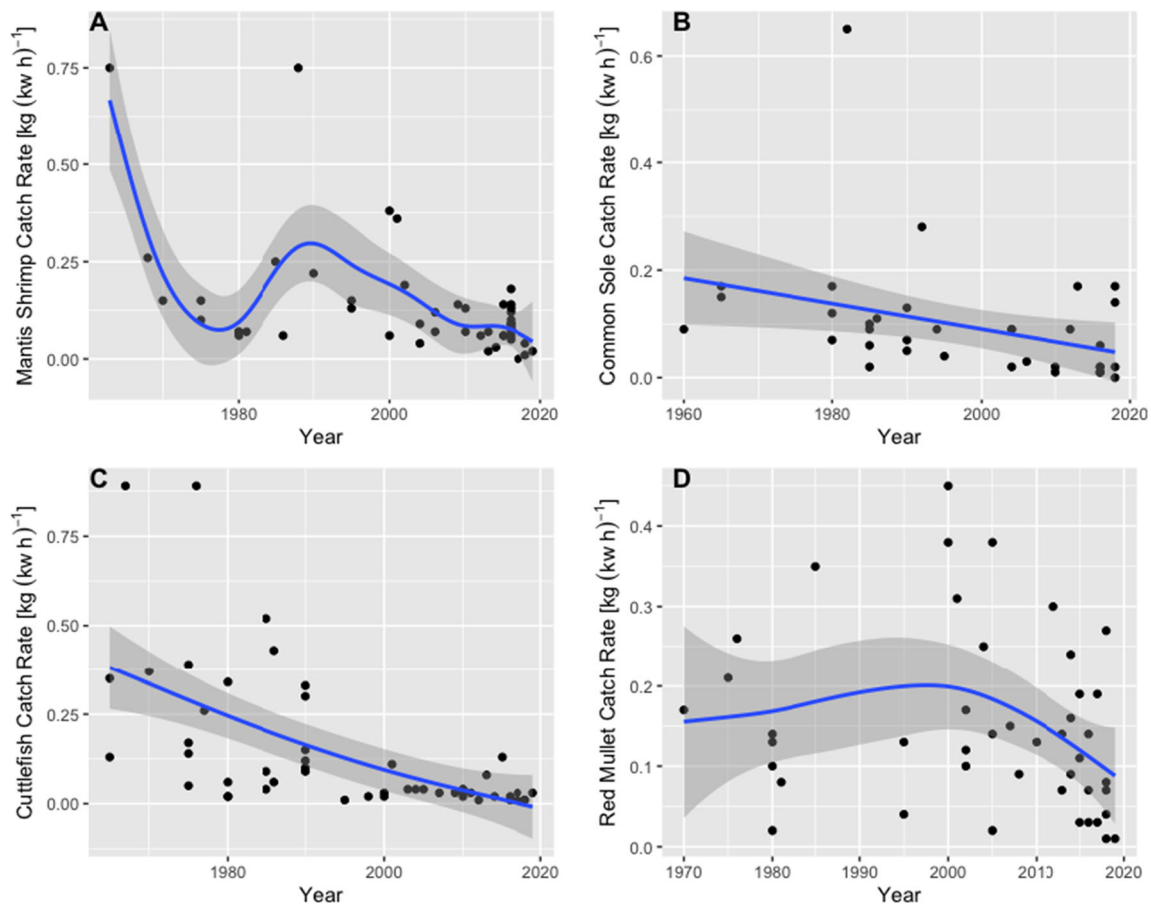 A
Mantis Shrimp Catch Rate [kg (kw h)⁻¹]
0.75
0.50
0.25
0.00
1980 2000 2020
Year
B
Common Sole Catch Rate [kg (kw h)⁻¹]
0.6
0.4
0.2
0.0
1960 1980 2000 2020
Year
C
Cuttlefish Catch Rate [kg (kw h)⁻¹]
0.75
0.50
0.25
0.00
1980 2000 2020
Year
D
Red Mullet Catch Rate [kg (kw h)⁻¹]
0.4
0.3
0.2
0.1
0.0
1970 1980 1990 2000 2010 2020
Year